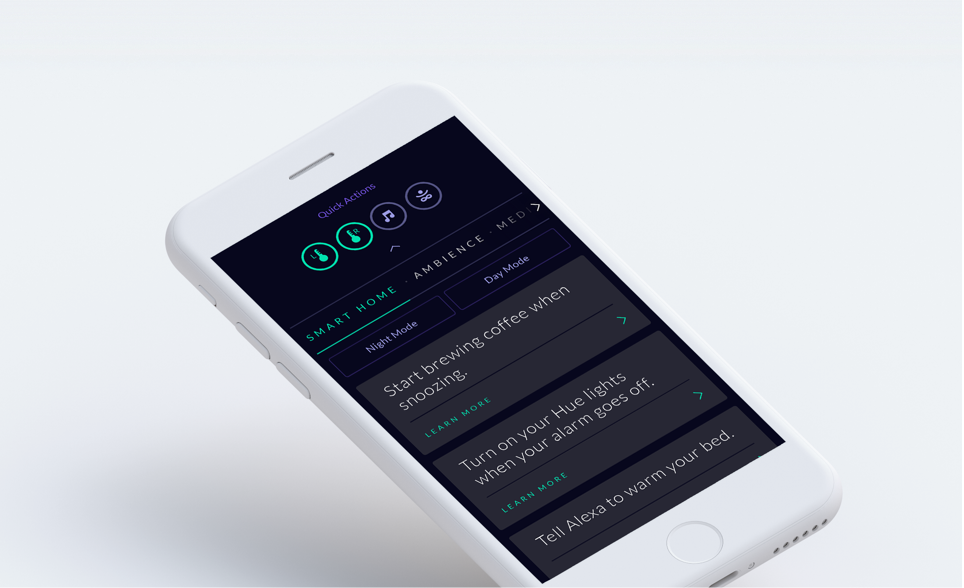 Quick Actions
L
R
SMART HOME · AMBIENCE · MED
Night Mode
Day Mode
Start brewing coffee when
snoozing.
LEARN MORE
Turn on your Hue lights
when your alarm goes off.
LEARN MORE
Tell Alexa to warm your bed.